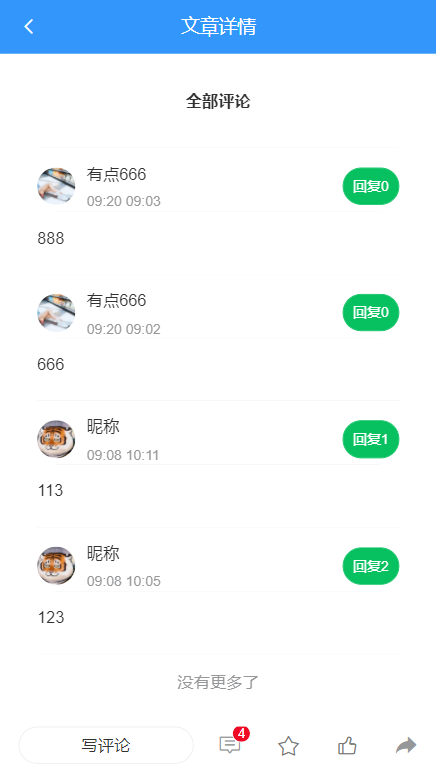 文章详情
全部评论
有点666
回复0
09:20 09:03
888
有点666
回复0
09:20 09:02
666
昵称
回复1
09:08 10:11
113
昵称
回复2
09:08 10:05
123
没有更多了
写评论
4